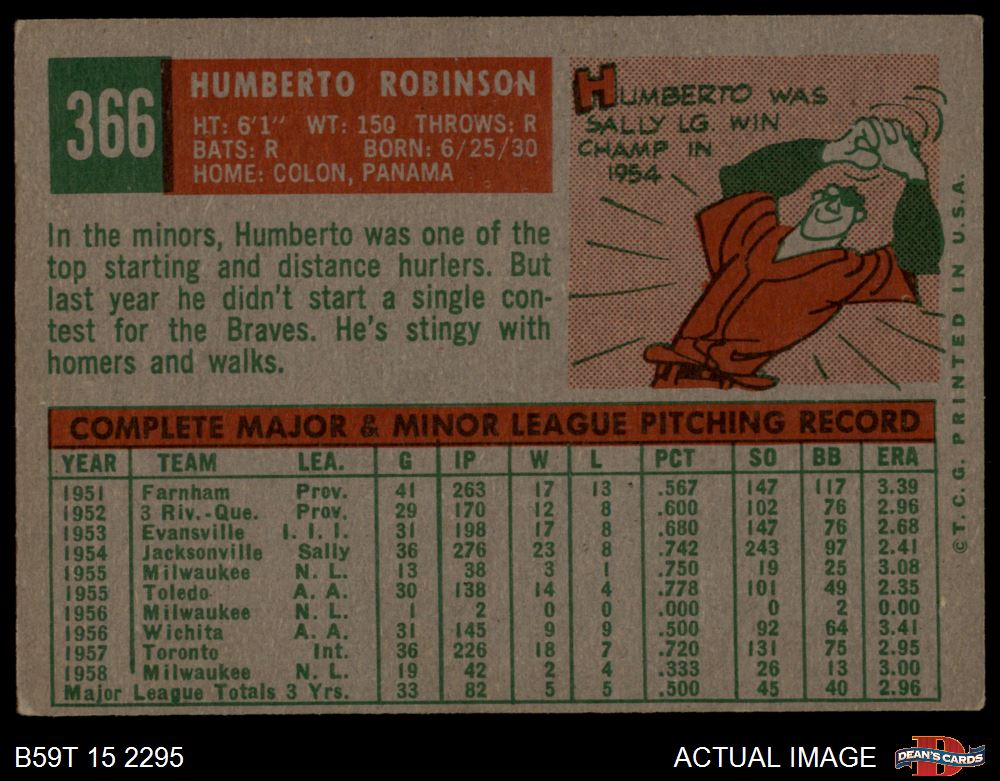 366
HUMBERTO ROBINSON
HT: 6'1" WT: 150 THROWS: R
BATS: R BORN: 6/25/30
HOME: COLON, PANAMA
HUMBERTO WAS
SALLY LG. WIN
CHAMP IN
1954
In the minors, Humberto was one of the
top starting and distance hurlers. But
last year he didn't start a single con-
test for the Braves. He's stingy with
homers and walks.
COMPLETE MAJOR & MINOR LEAGUE PITCHING RECORD
YEAR TEAM LEA. G IP W L PCT SO BB ERA
1951 Farnham Prov. 41 263 17 13 .567 147 117 3.39
1952 3 Riv.-Que. Prov. 29 170 12 8 .600 102 76 2.96
1953 Evansville I. I. I. 31 198 17 8 .680 147 76 2.68
1954 Jacksonville Sally 36 276 23 8 .742 243 97 2.41
1955 Milwaukee N. L. 13 38 3 1 .750 19 25 3.08
1955 Toledo A. A. 30 138 14 4 .778 101 49 2.35
1956 Milwaukee N. L. 1 2 0 0 .000 0 2 0.00
1956 Wichita A. A. 31 145 9 9 .500 92 64 3.41
1957 Toronto Int. 36 226 18 7 .720 131 75 2.95
1958 Milwaukee N. L. 19 42 2 4 .333 26 13 3.00
Major League Totals 3 Yrs. 33 82 5 5 .500 45 40 2.96
© T. C. G. PRINTED IN U.S.A.
B59T 15 2295
ACTUAL IMAGE
D
DEAN'S CARDS